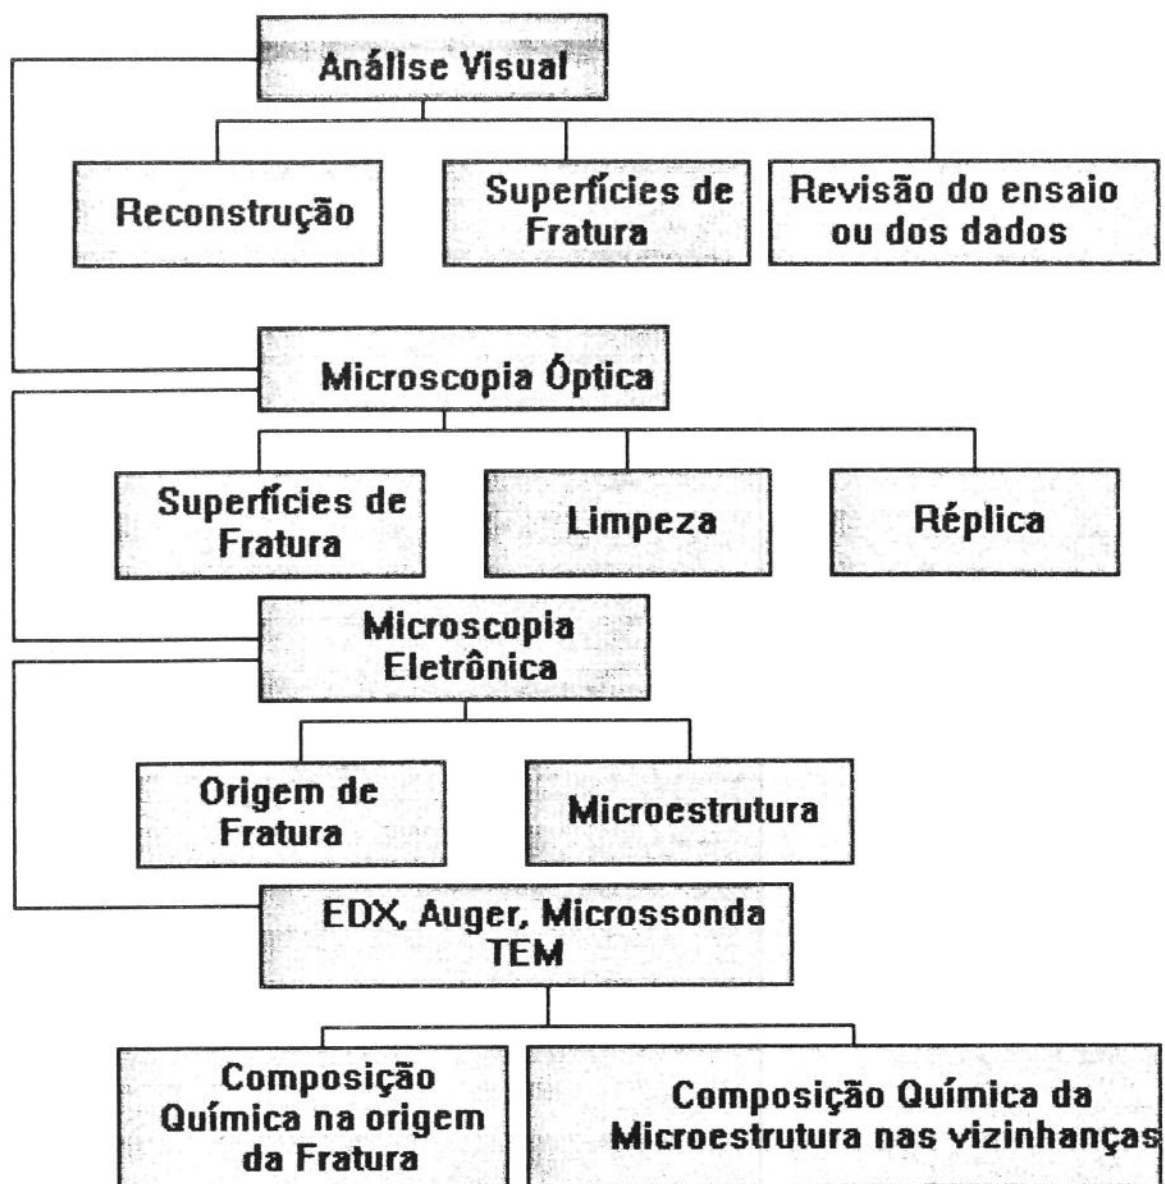 Análise Visual
Reconstrução
Superfícies de
Fratura
Revisão do ensaio
ou dos dados
Microscopia Óptica
Superfícies de
Fratura
Limpeza
Réplica
Microscopia
Eletrônica
Origem de
Fratura
Microestrutura
EDX, Auger, Microssonda
TEM
Composição
Química na origem
da Fratura
Composição Química da
Microestrutura nas vizinhanças